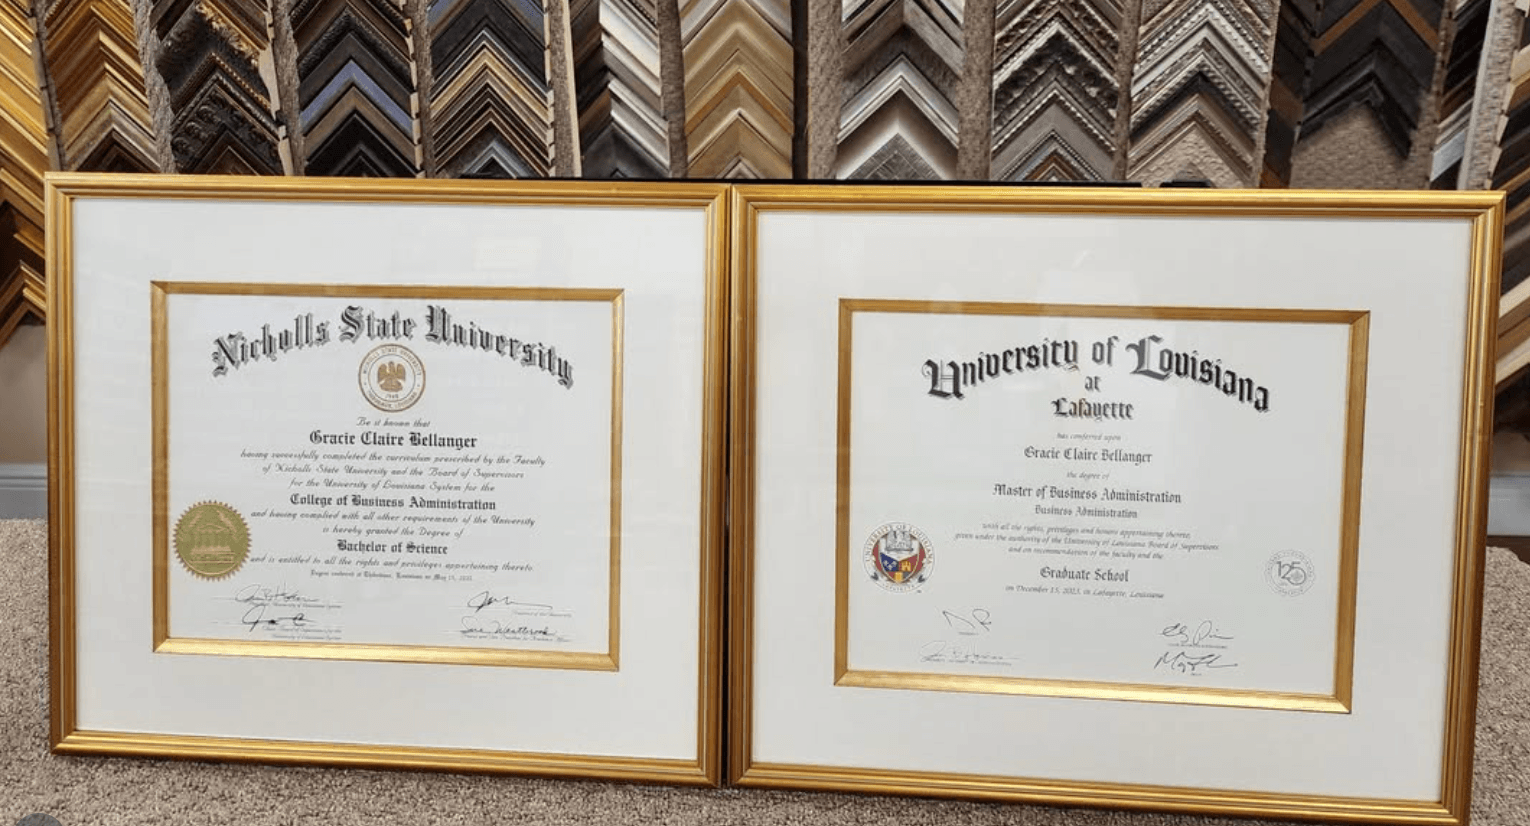 Nicholls State University
Be it known that
Gracie Claire Bellanger
having successfully completed the curriculum prescribed by the Faculty
of Nicholls State University and the Board of Supervisors
for the University of Louisiana System for the
College of Business Administration
and having complied with all other requirements of the University
is hereby granted the Degree of
Bachelor of Science
and is entitled to all the rights and privileges appertaining thereto.
University of Louisiana
at
Lafayette
has conferred upon
Gracie Claire Bellanger
the degree of
Master of Business Administration
Business Administration
with all the rights, privileges and honors appertaining thereto,
given under the authority of the University of Louisiana Board of Supervisors
and on recommendation of the faculty and the
Graduate School
on December 15, 2023, in Lafayette, Louisiana
125